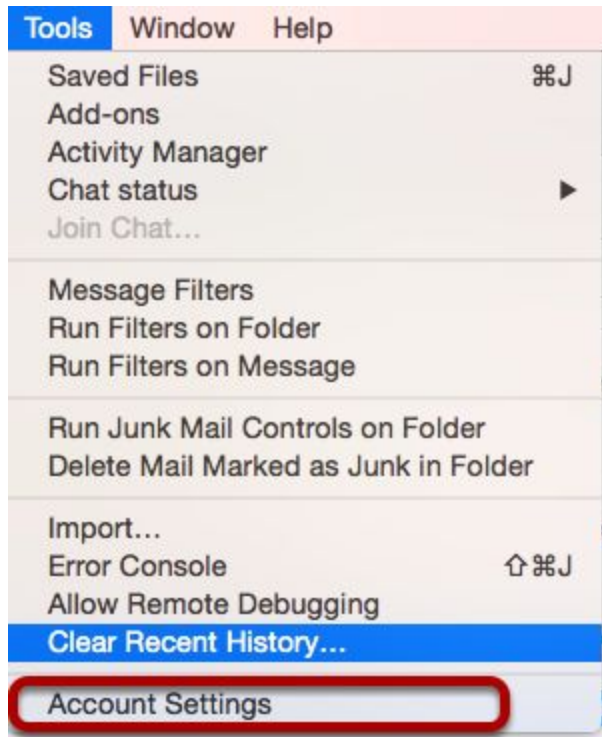 Tools Window Help
Saved Files ⌘J
Add-ons
Activity Manager
Chat status ▶
Join Chat...
Message Filters
Run Filters on Folder
Run Filters on Message
Run Junk Mail Controls on Folder
Delete Mail Marked as Junk in Folder
Import...
Error Console ⇧⌘J
Allow Remote Debugging
Clear Recent History...
Account Settings